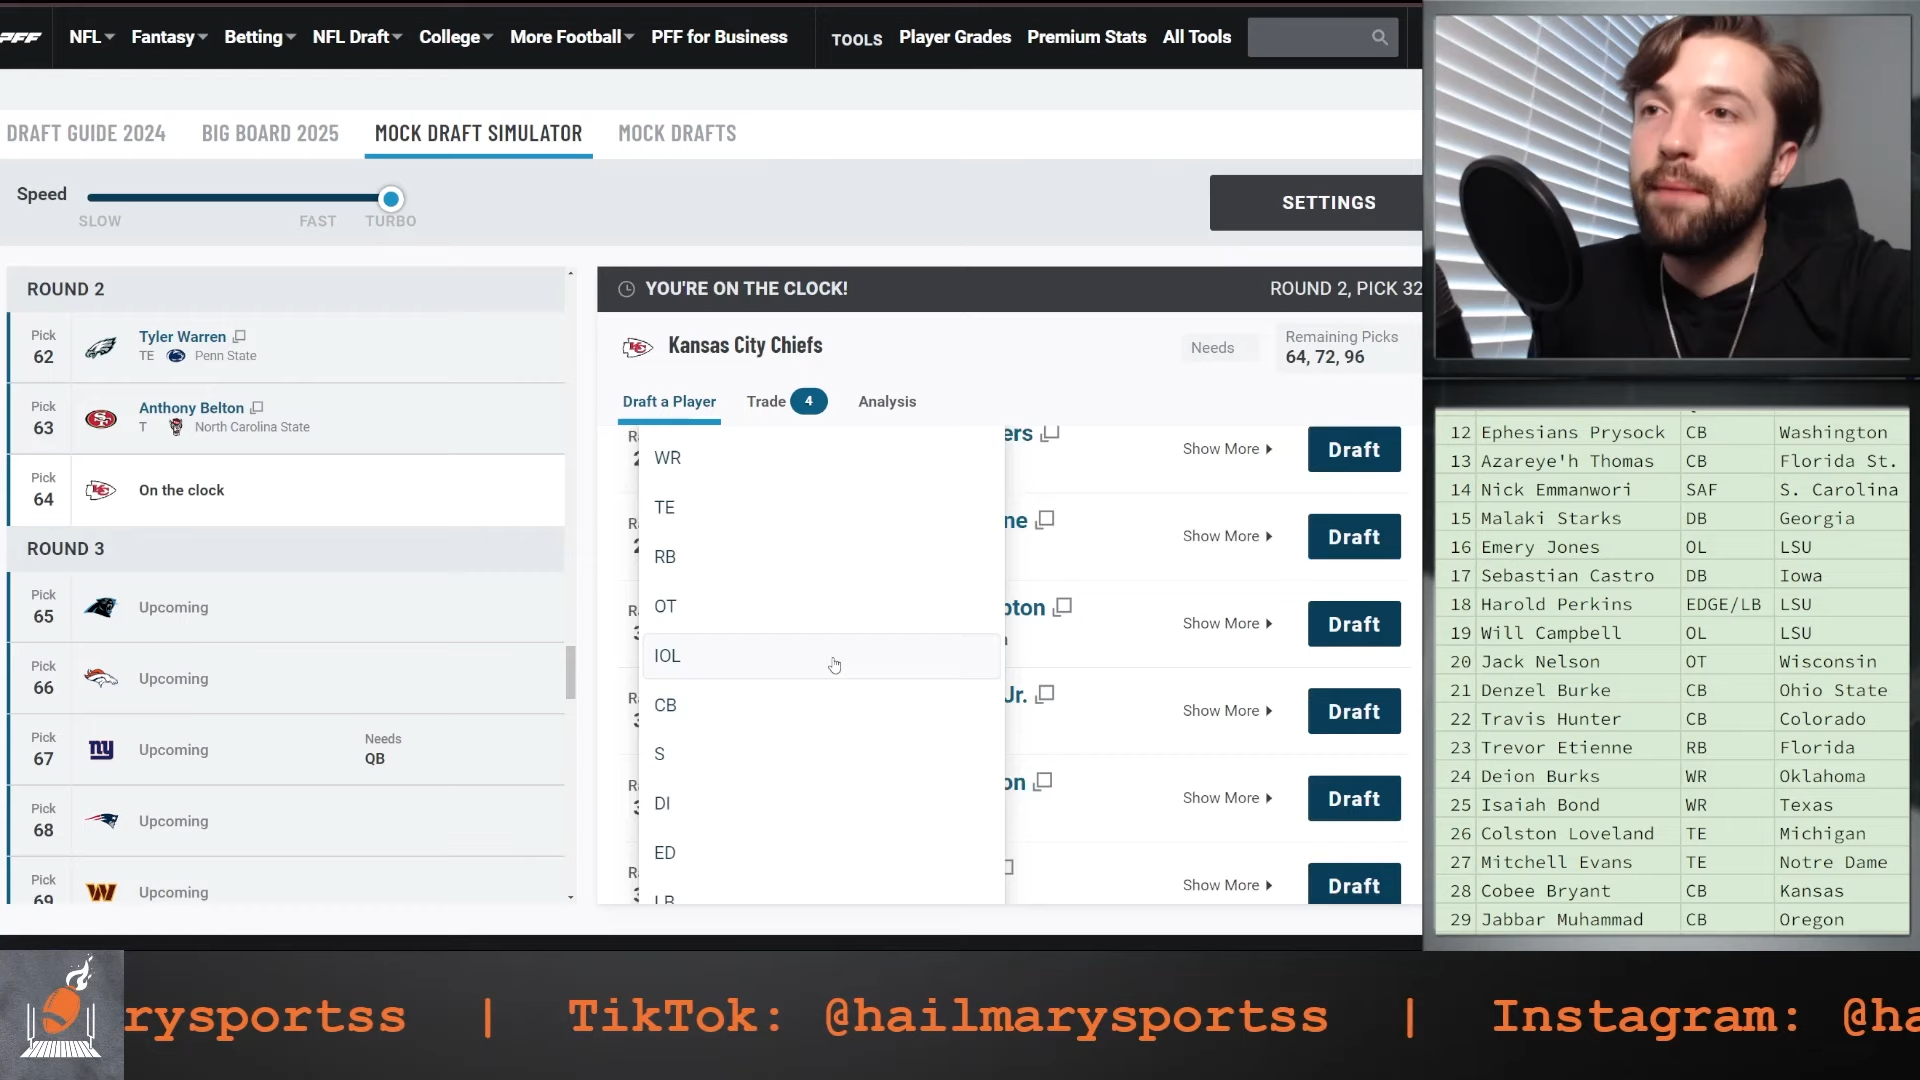 PFF NFL Fantasy Betting NFL Draft College More Football PFF for Business TOOLS Player Grades Premium Stats All Tools
DRAFT GUIDE 2024 BIG BOARD 2025 MOCK DRAFT SIMULATOR MOCK DRAFTS
Speed
SLOW FAST TURBO
SETTINGS
ROUND 2
Pick 62 Tyler Warren
TE Penn State
Pick 63 Anthony Belton
T North Carolina State
Pick 64 On the clock
ROUND 3
Pick 65 Upcoming
Pick 66 Upcoming
Pick 67 ny Upcoming Needs QB
Pick 68 Upcoming
Pick 69 W Upcoming
YOU'RE ON THE CLOCK! ROUND 2, PICK 32
KC Kansas City Chiefs
Needs
Remaining Picks
64, 72, 96
Draft a Player Trade 4 Analysis
WR
TE
RB
OT
IOL
CB
S
DI
ED
LB
ers Show More Draft
ne Show More Draft
pton Show More Draft
Jr. Show More Draft
on Show More Draft
Show More Draft
12 Ephesians Prysock CB Washington
13 Azareye'h Thomas CB Florida St.
14 Nick Emmanwori SAF S. Carolina
15 Malaki Starks DB Georgia
16 Emery Jones OL LSU
17 Sebastian Castro DB Iowa
18 Harold Perkins EDGE/LB LSU
19 Will Campbell OL LSU
20 Jack Nelson OT Wisconsin
21 Denzel Burke CB Ohio State
22 Travis Hunter CB Colorado
23 Trevor Etienne RB Florida
24 Deion Burks WR Oklahoma
25 Isaiah Bond WR Texas
26 Colston Loveland TE Michigan
27 Mitchell Evans TE Notre Dame
28 Cobee Bryant CB Kansas
29 Jabbar Muhammad CB Oregon
rysportss | TikTok: @hailmarysportss | Instagram: @ha